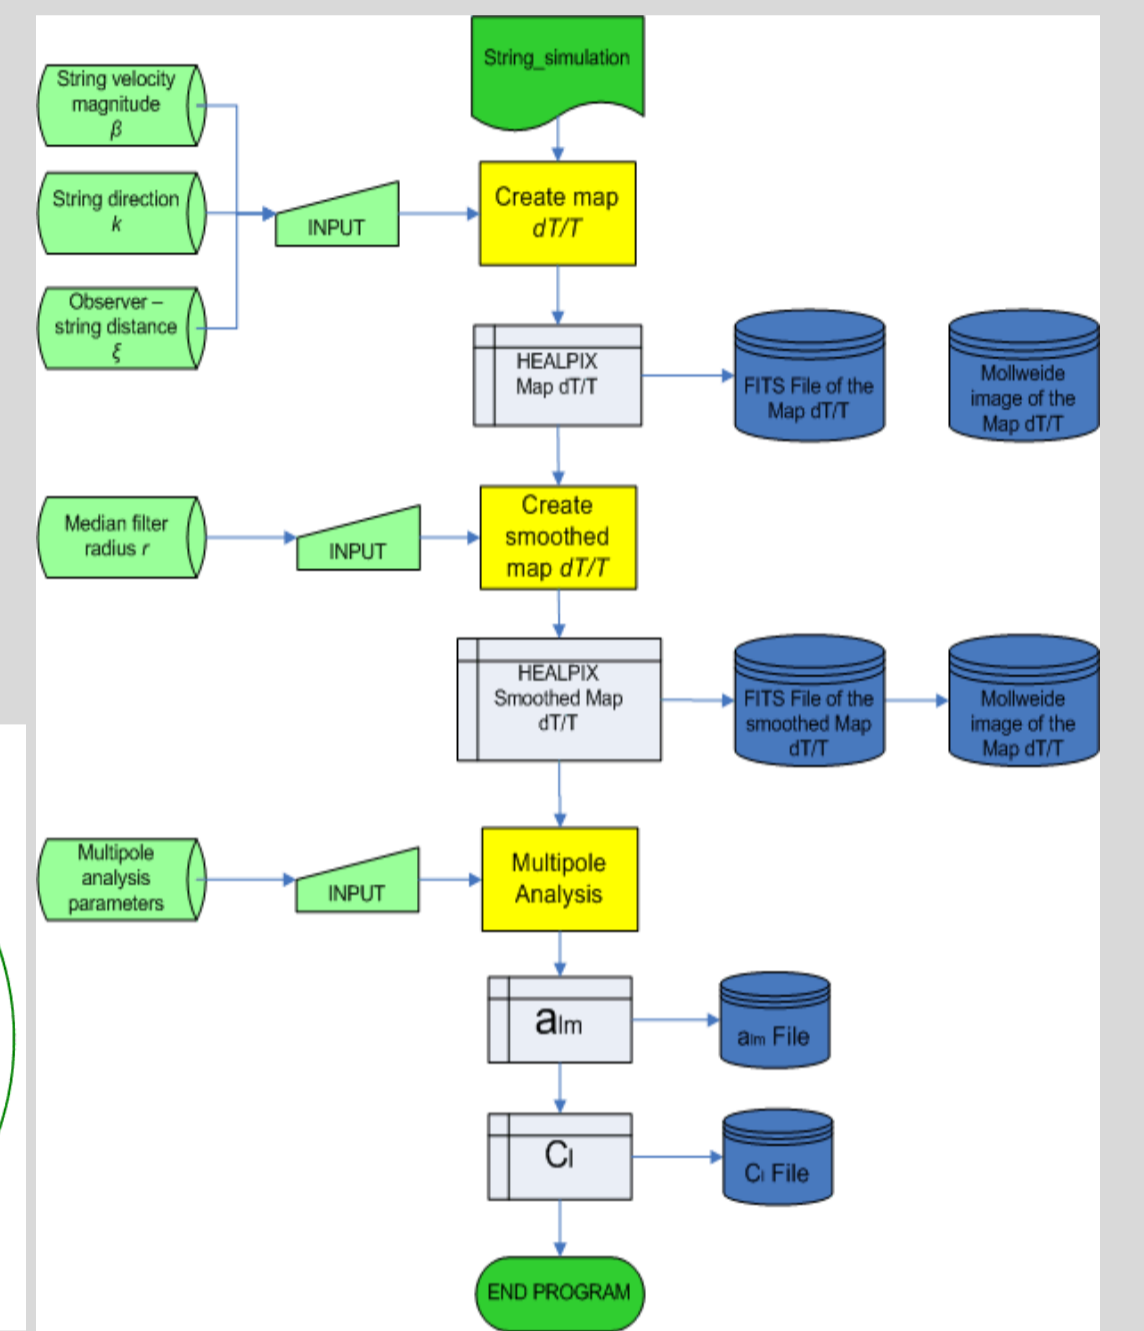 String_simulation
String velocity
magnitude
β
String direction
k
Observer –
string distance
ξ
INPUT
Create map
dT/T
HEALPIX
Map dT/T
FITS File of the
Map dT/T
Mollweide
image of the
Map dT/T
Median filter
radius r
INPUT
Create
smoothed
map dT/T
HEALPIX
Smoothed Map
dT/T
FITS File of the
smoothed Map
dT/T
Mollweide
image of the
Map dT/T
Multipole
analysis
parameters
INPUT
Multipole
Analysis
alm
alm File
Cl
Cl File
END PROGRAM